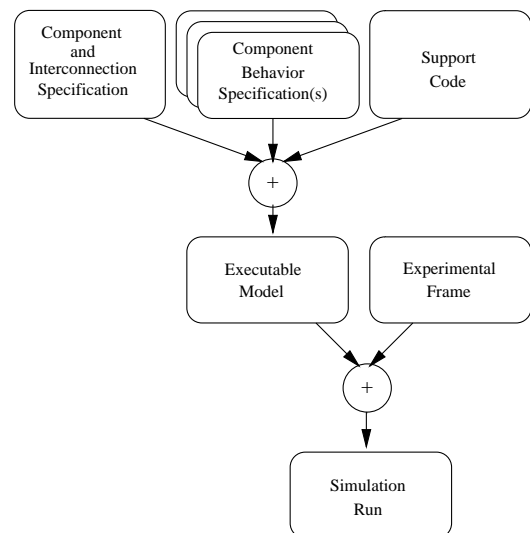 Component
and
Interconnection
Specification
Component
Behavior
Specification(s)
Support
Code
+
Executable
Model
Experimental
Frame
+
Simulation
Run